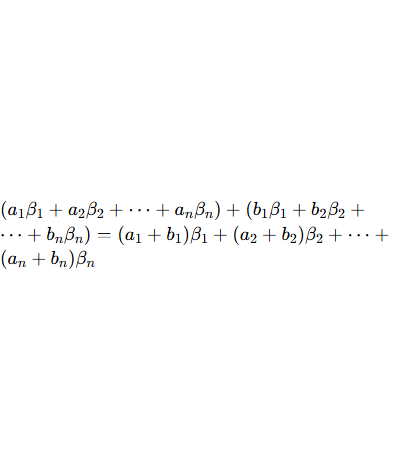 (a₁β₁ + a₂β₂ + ⋯ + aₙβₙ) + (b₁β₁ + b₂β₂ +
⋯ + bₙβₙ) = (a₁ + b₁)β₁ + (a₂ + b₂)β₂ + ⋯ +
(aₙ + bₙ)βₙ